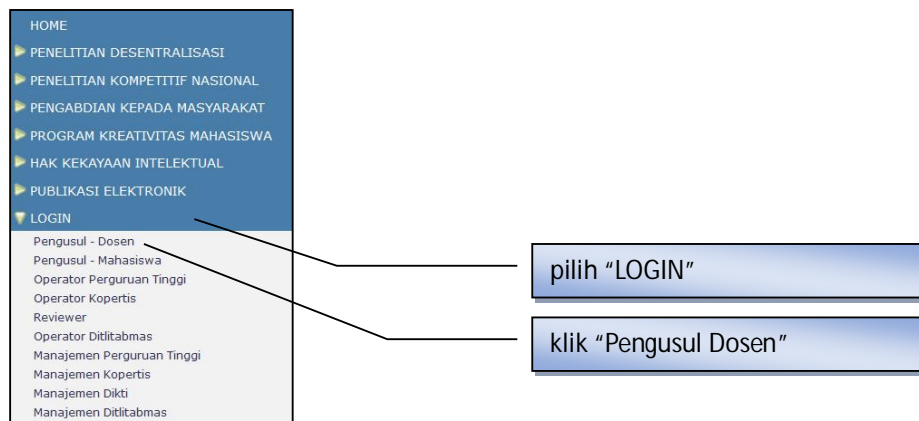 HOME
PENELITIAN DESENTRALISASI
PENELITIAN KOMPETITIF NASIONAL
PENGABDIAN KEPADA MASYARAKAT
PROGRAM KREATIVITAS MAHASISWA
HAK KEKAYAAN INTELEKTUAL
PUBLIKASI ELEKTRONIK
LOGIN
Pengusul - Dosen
Pengusul - Mahasiswa
Operator Perguruan Tinggi
Operator Kopertis
Reviewer
Operator Ditlitabmas
Manajemen Perguruan Tinggi
Manajemen Kopertis
Manajemen Dikti
Manajemen Ditlitabmas
pilih “LOGIN”
klik “Pengusul Dosen”